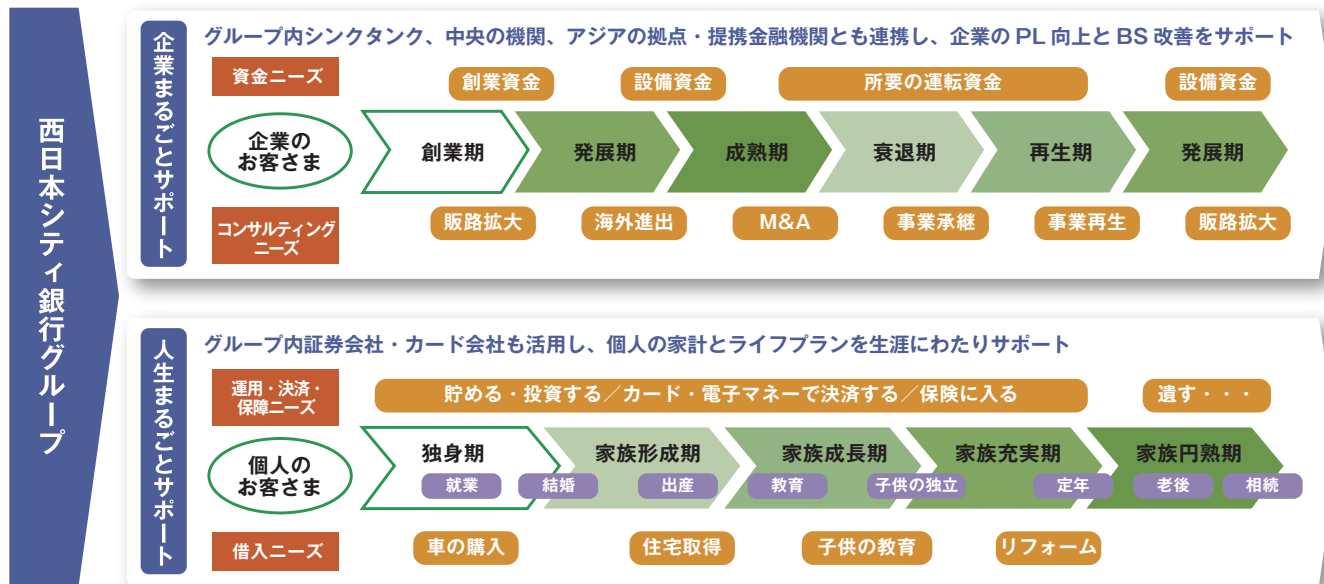 西日本シティ銀行グループ
企業まるごとサポート
グループ内シンクタンク、中央の機関、アジアの拠点・提携金融機関とも連携し、企業の PL 向上と BS 改善をサポート
資金ニーズ
創業資金
設備資金
所要の運転資金
設備資金
企業の
お客さま
創業期
発展期
成熟期
衰退期
再生期
発展期
コンサルティング
ニーズ
販路拡大
海外進出
M&A
事業承継
事業再生
販路拡大
人生まるごとサポート
グループ内証券会社・カード会社も活用し、個人の家計とライフプランを生涯にわたりサポート
運用・決済・
保障ニーズ
貯める・投資する／カード・電子マネーで決済する／保険に入る
遺す・・・
個人の
お客さま
独身期
家族形成期
家族成長期
家族充実期
家族円熟期
就業
結婚
出産
教育
子供の独立
定年
老後
相続
借入ニーズ
車の購入
住宅取得
子供の教育
リフォーム